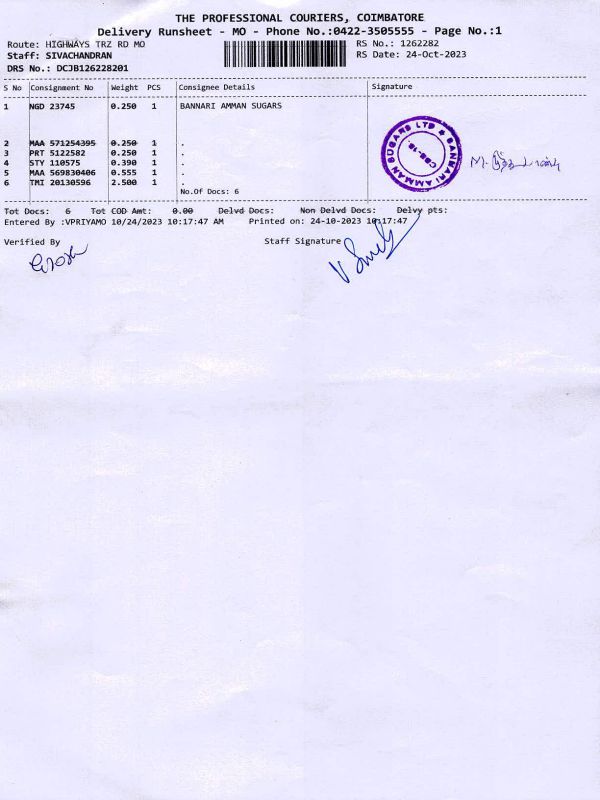 THE PROFESSIONAL COURIERS, COIMBATORE
Delivery Runsheet - MO - Phone No.:0422-3505555 - Page No.:1
Route: HIGHWAYS TRZ RD MO RS No.: 1262282
Staff: SIVACHANDRAN RS Date: 24-Oct-2023
DRS No.: DCJB126228201
S No Consignment No Weight PCS Consignee Details Signature
1 NGD 23745 0.250 1 BANNARI AMMAN SUGARS
BANNARI AMMAN SUGARS LTD ★
CBE-18.
2 MAA 571254395 0.250 1 .
3 PRT 5122582 0.250 1 .
4 STY 110575 0.390 1 .
5 MAA 569830406 0.555 1 .
6 TMI 20130596 2.500 1 .
No.Of Docs: 6
Tot Docs: 6 Tot COD Amt: 0.00 Delvd Docs: Non Delvd Docs: Delvy pts:
Entered By :VPRIYAMO 10/24/2023 10:17:47 AM Printed on: 24-10-2023 10:17:47
Verified By Staff Signature